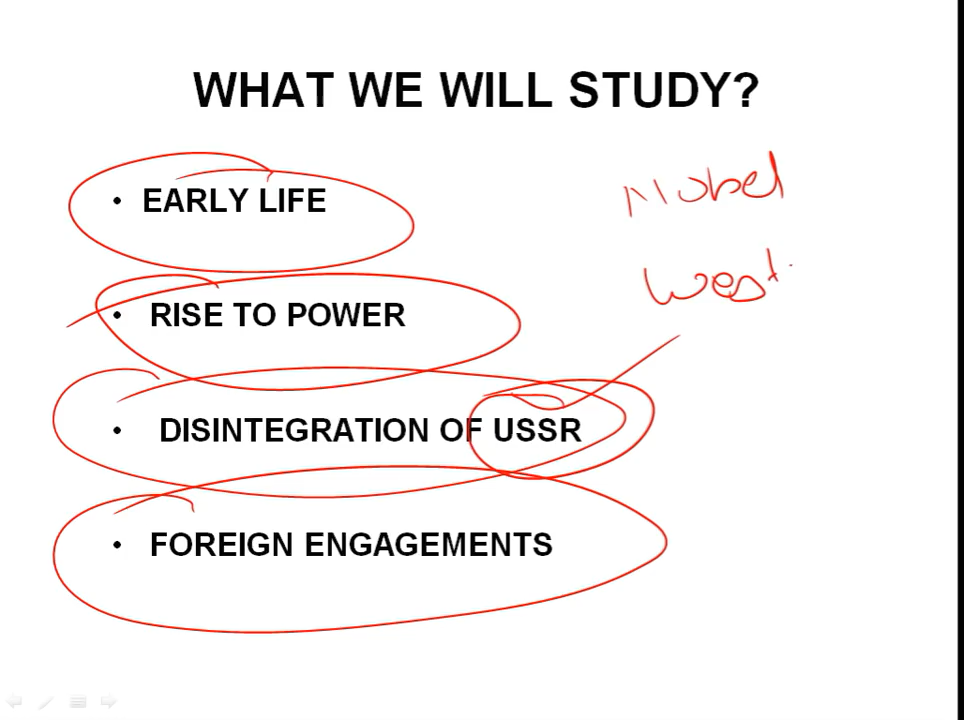 WHAT WE WILL STUDY?
• EARLY LIFE
Nobel
West
• RISE TO POWER
• DISINTEGRATION OF USSR
• FOREIGN ENGAGEMENTS